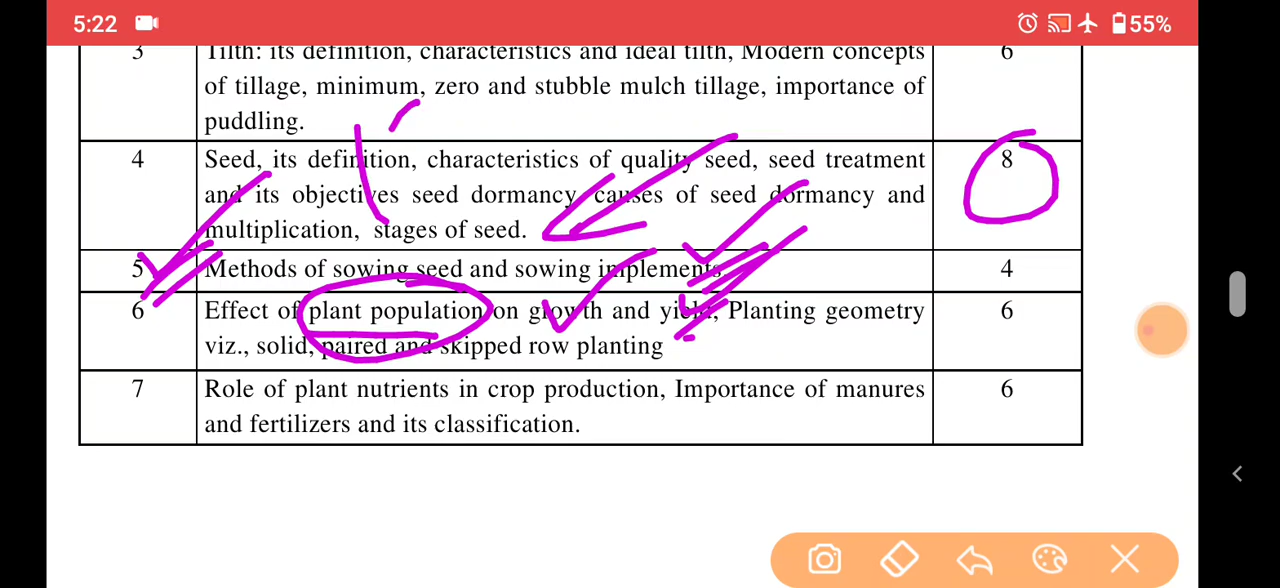 5:22 55%
3 Tilth: its definition, characteristics and ideal tilth, Modern concepts 6
of tillage, minimum, zero and stubble mulch tillage, importance of
puddling.
4 Seed, its definition, characteristics of quality seed, seed treatment 8
and its objectives seed dormancy, causes of seed dormancy and
multiplication, stages of seed.
5 Methods of sowing seed and sowing implements. 4
6 Effect of plant population on growth and yield, Planting geometry 6
viz., solid, paired and skipped row planting
7 Role of plant nutrients in crop production, Importance of manures 6
and fertilizers and its classification.